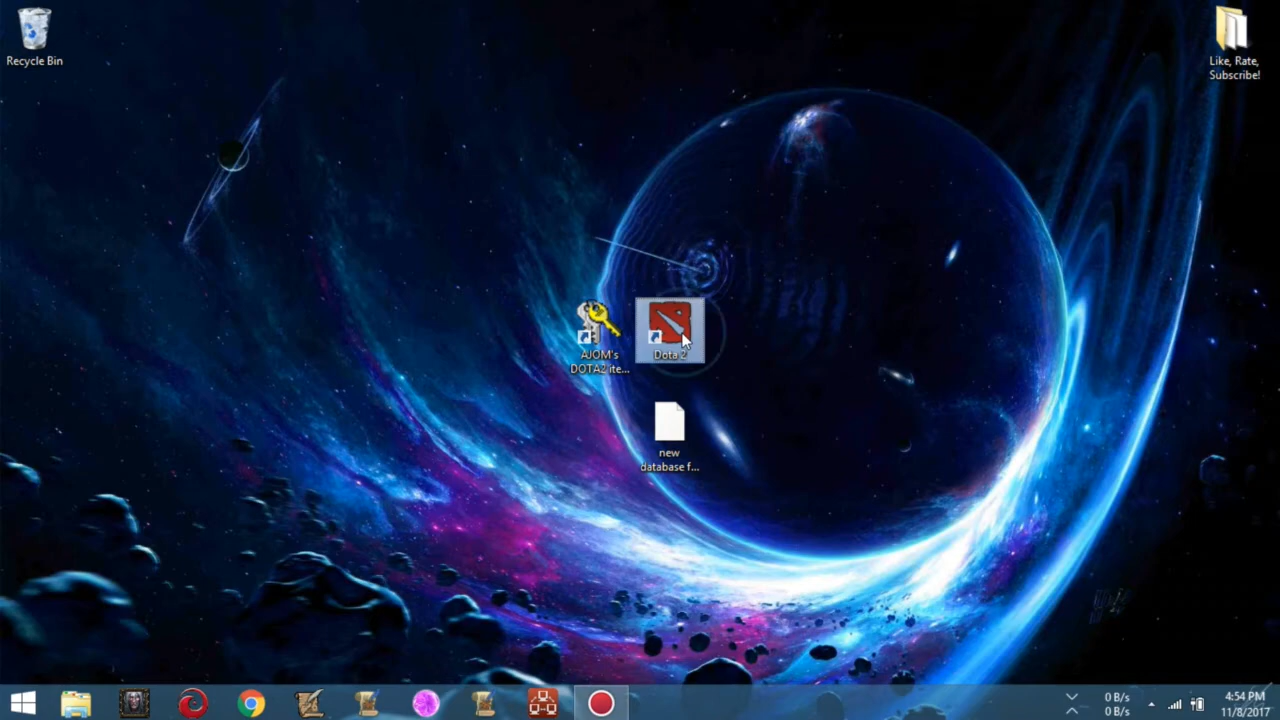 Recycle Bin
Like, Rate,
Subscribe!
AJOM's
DOTA2 ite...
Dota 2
new
database f...
0 B/s
0 B/s
4:54 PM
11/8/2017